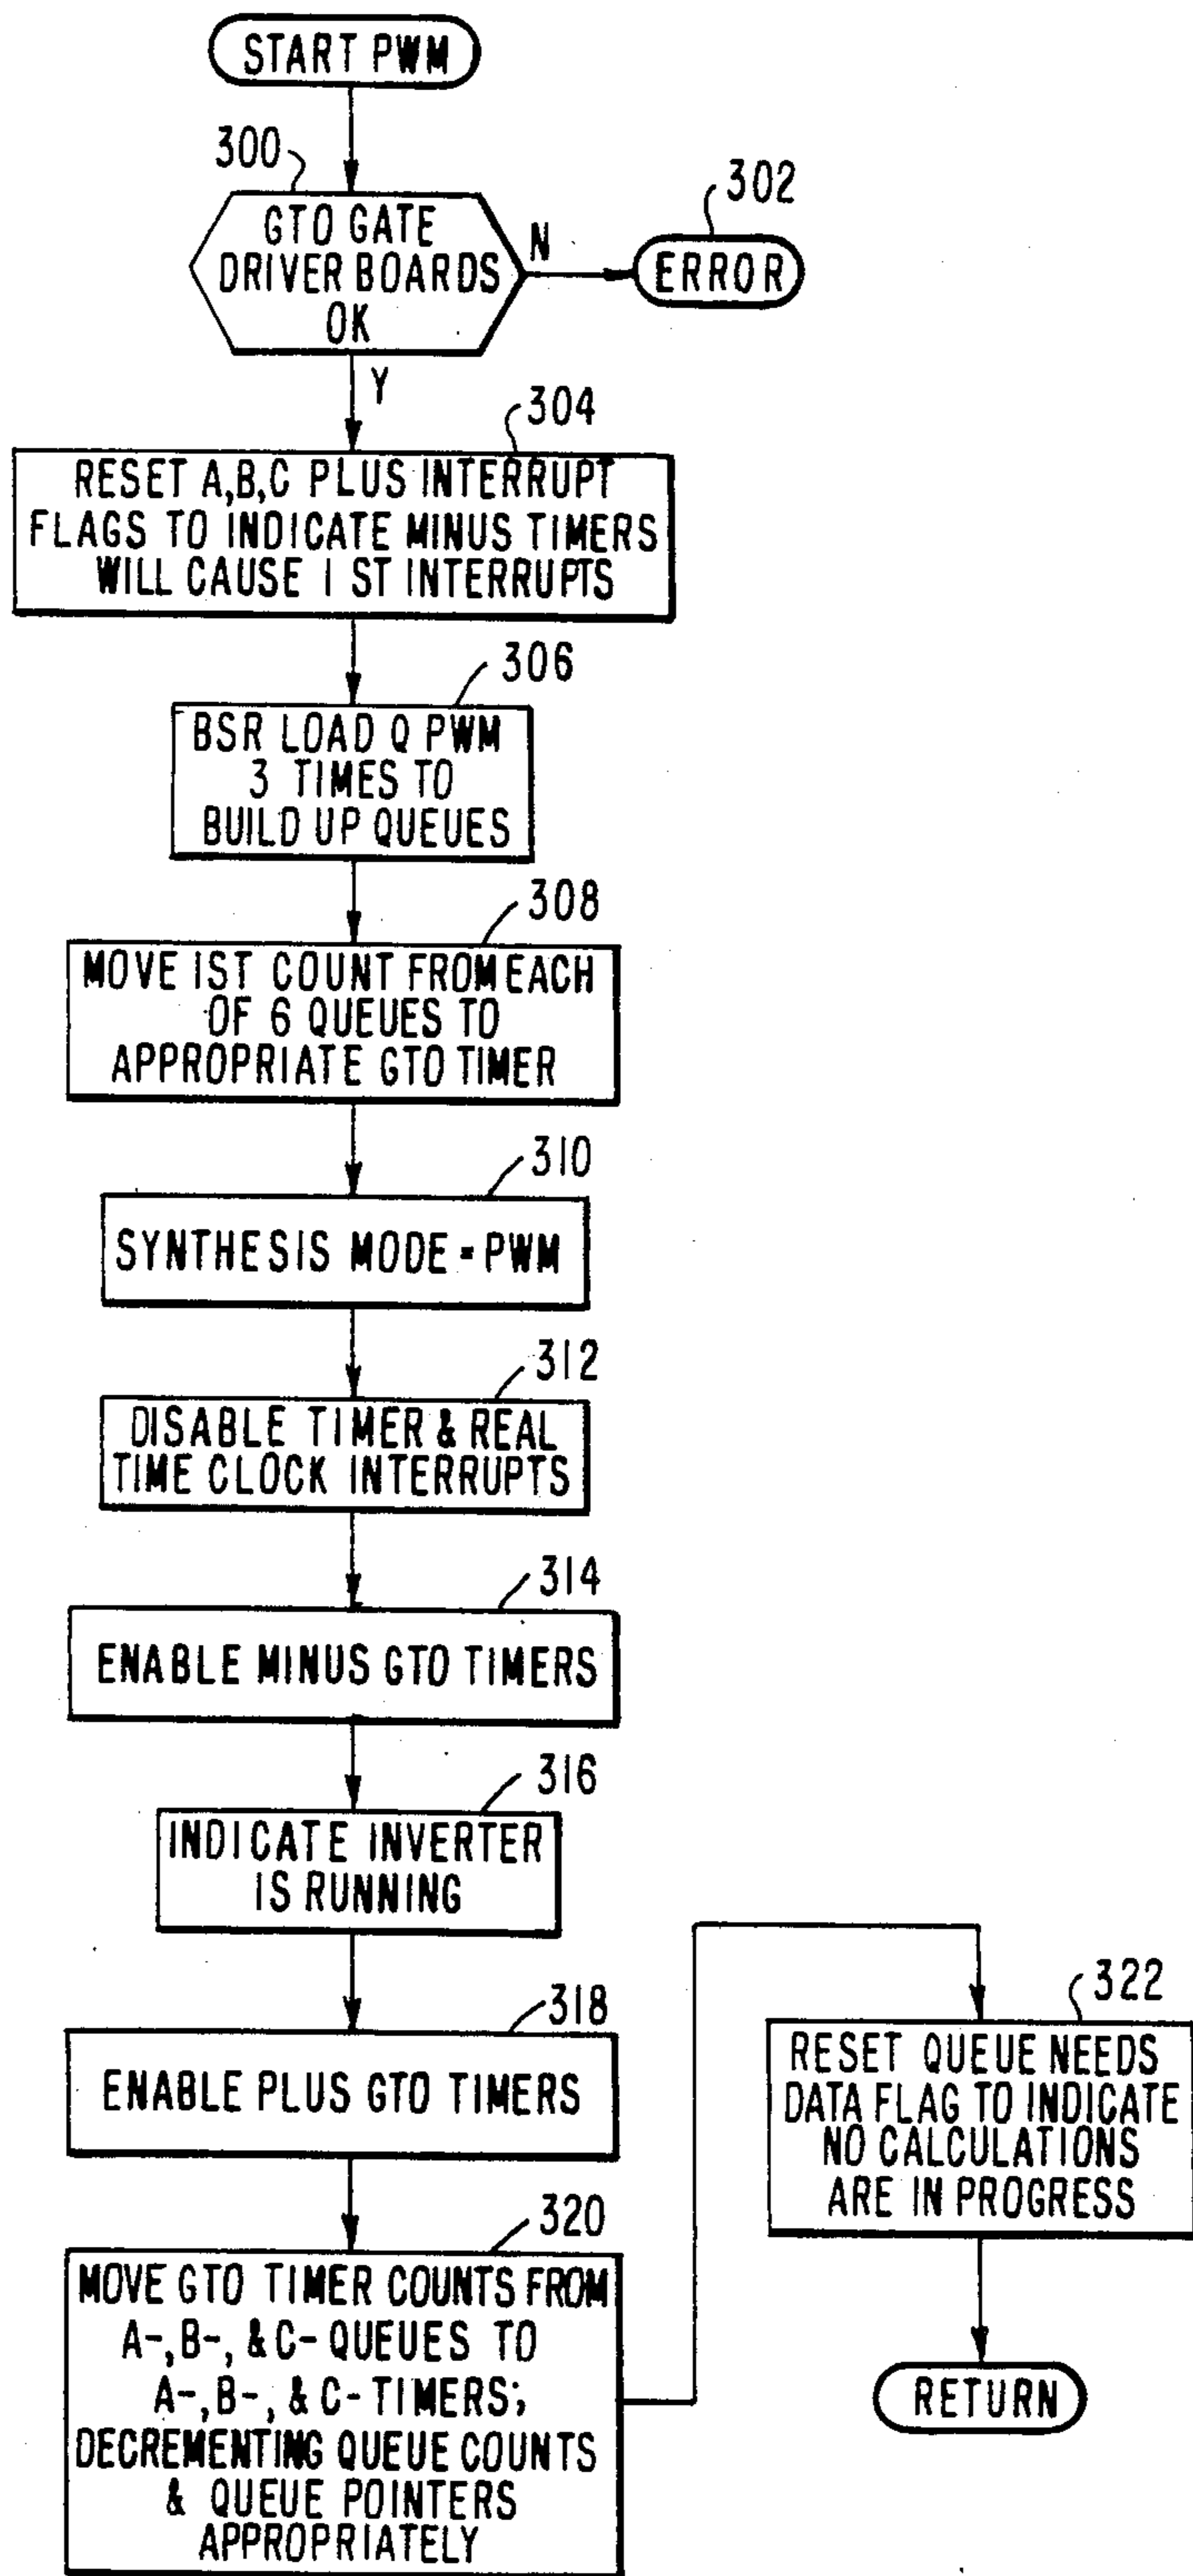 START PWM
300
GTO GATE
DRIVER BOARDS
OK
N
302
ERROR
Y
304
RESET A,B,C PLUS INTERRUPT
FLAGS TO INDICATE MINUS TIMERS
WILL CAUSE 1 ST INTERRUPTS
306
BSR LOAD Q PWM
3 TIMES TO
BUILD UP QUEUES
308
MOVE 1ST COUNT FROM EACH
OF 6 QUEUES TO
APPROPRIATE GTO TIMER
310
SYNTHESIS MODE = PWM
312
DISABLE TIMER & REAL
TIME CLOCK INTERRUPTS
314
ENABLE MINUS GTO TIMERS
316
INDICATE INVERTER
IS RUNNING
318
ENABLE PLUS GTO TIMERS
320
MOVE GTO TIMER COUNTS FROM
A-, B-, & C- QUEUES TO
A-, B-, & C- TIMERS;
DECREMENTING QUEUE COUNTS
& QUEUE POINTERS
APPROPRIATELY
322
RESET QUEUE NEEDS
DATA FLAG TO INDICATE
NO CALCULATIONS
ARE IN PROGRESS
RETURN